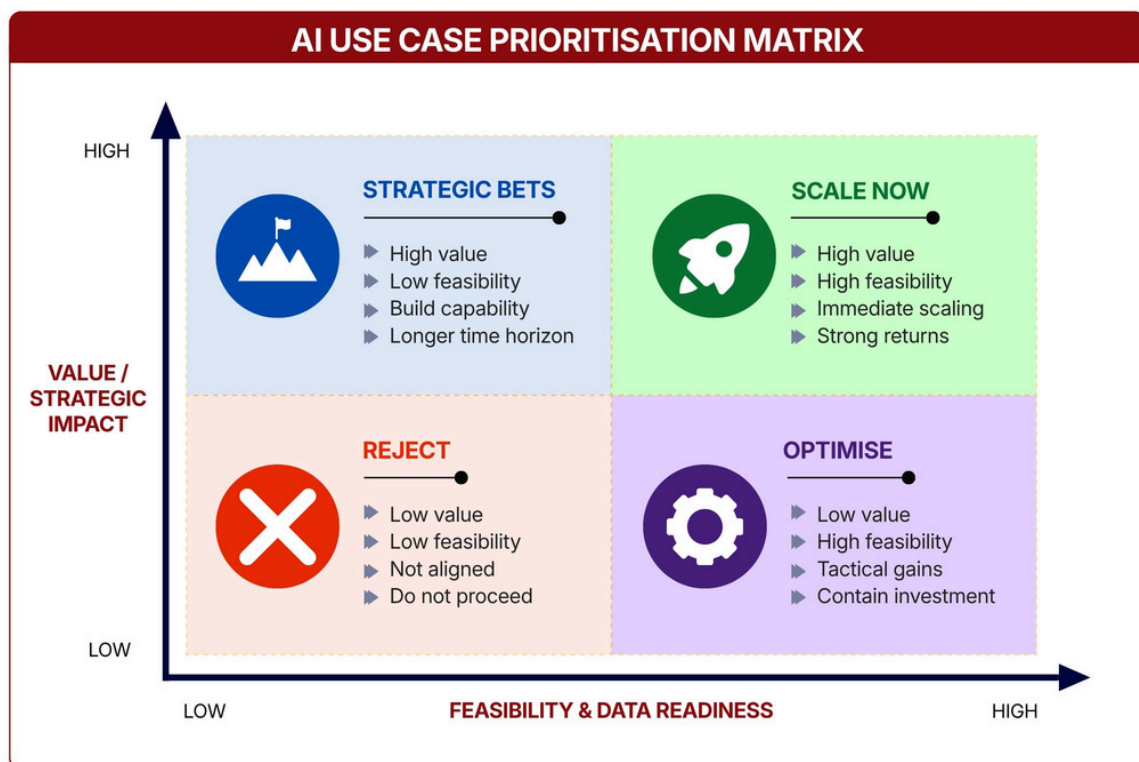 AI USE CASE PRIORITISATION MATRIX
HIGH
STRATEGIC BETS
High value
Low feasibility
Build capability
Longer time horizon
SCALE NOW
High value
High feasibility
Immediate scaling
Strong returns
VALUE /
STRATEGIC
IMPACT
REJECT
Low value
Low feasibility
Not aligned
Do not proceed
OPTIMISE
Low value
High feasibility
Tactical gains
Contain investment
LOW
LOW
FEASIBILITY & DATA READINESS
HIGH